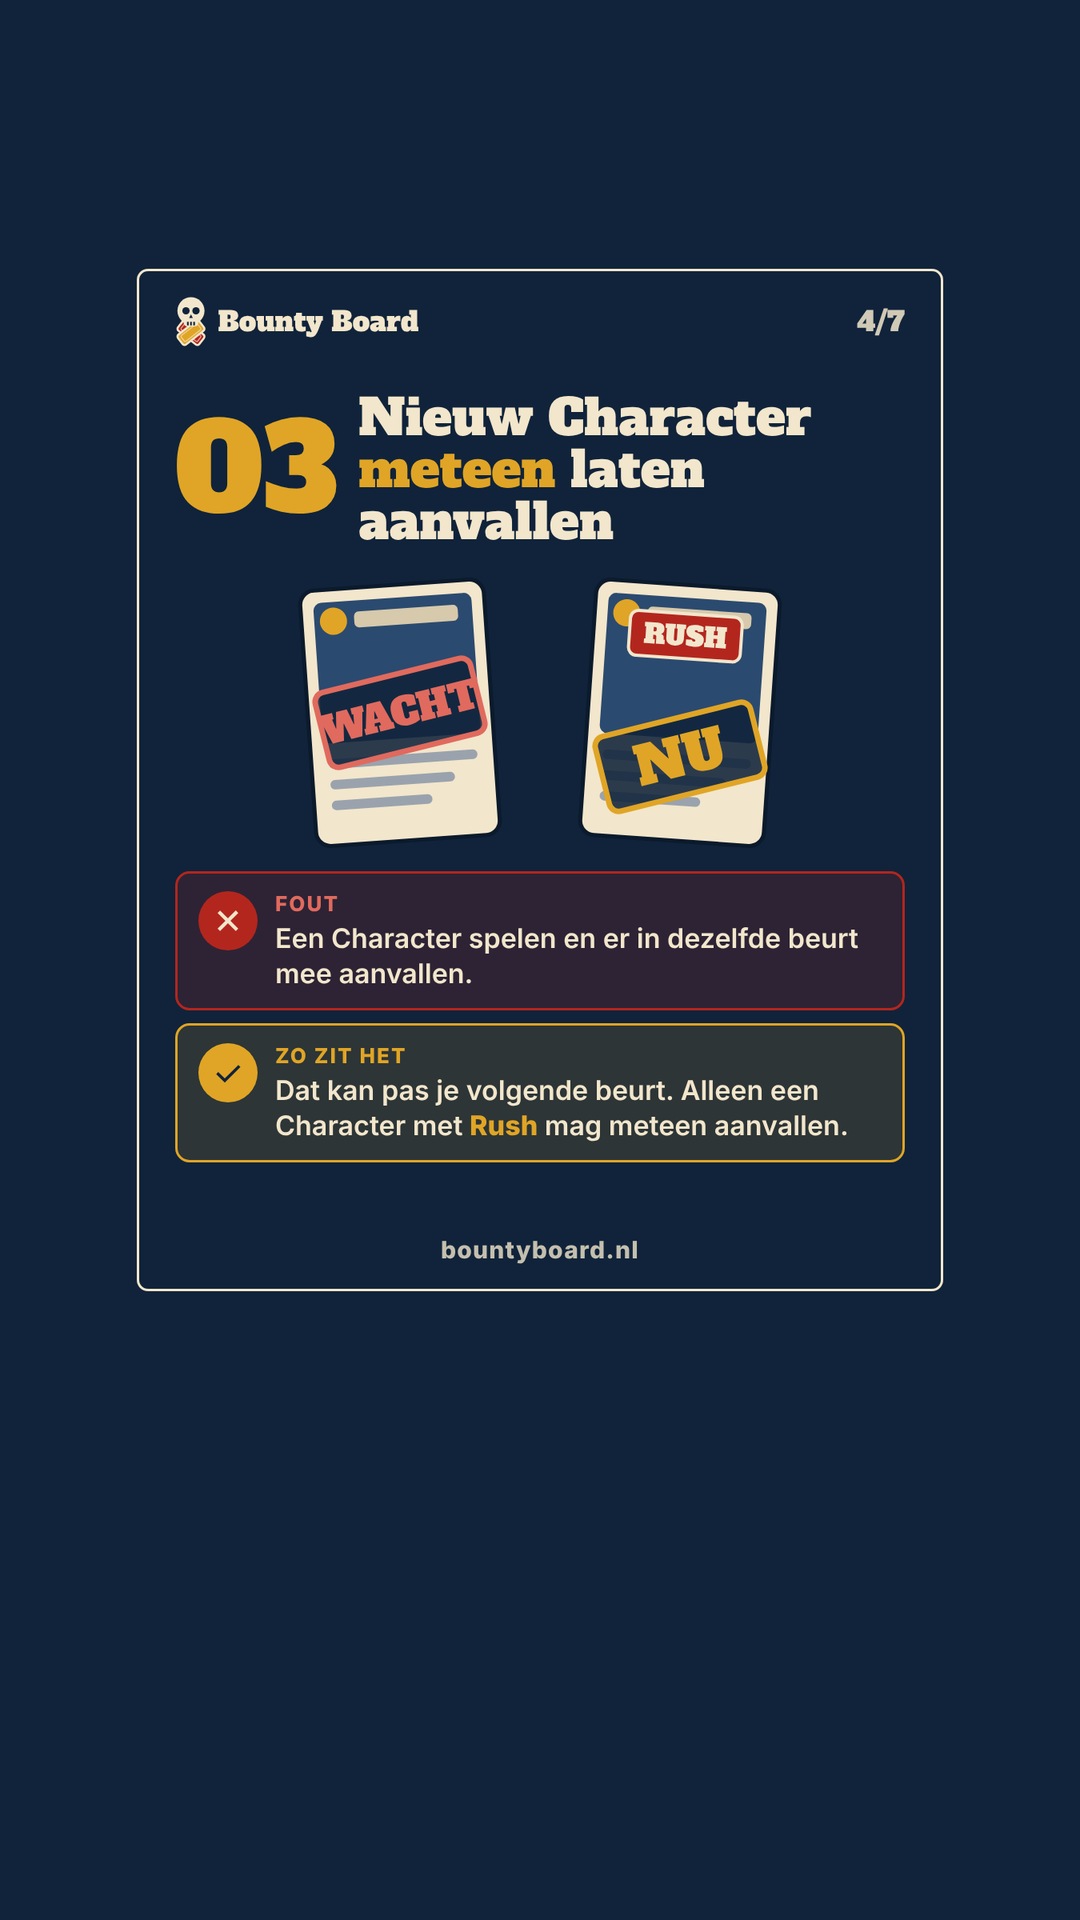 Bounty Board
4/7
03
Nieuw Character
meteen laten
aanvallen
WACHT
RUSH
NU
FOUT
Een Character spelen en er in dezelfde beurt
mee aanvallen.
ZO ZIT HET
Dat kan pas je volgende beurt. Alleen een
Character met Rush mag meteen aanvallen.
bountyboard.nl